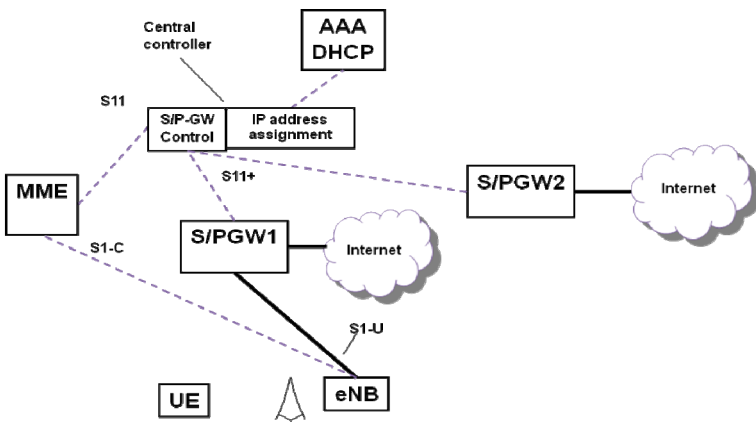 Central
controller
AAA
DHCP
S11
S/P-GW
Control
IP address
assignment
S11+
MME
S/PGW2
Internet
S/PGW1
Internet
S1-C
S1-U
UE
eNB